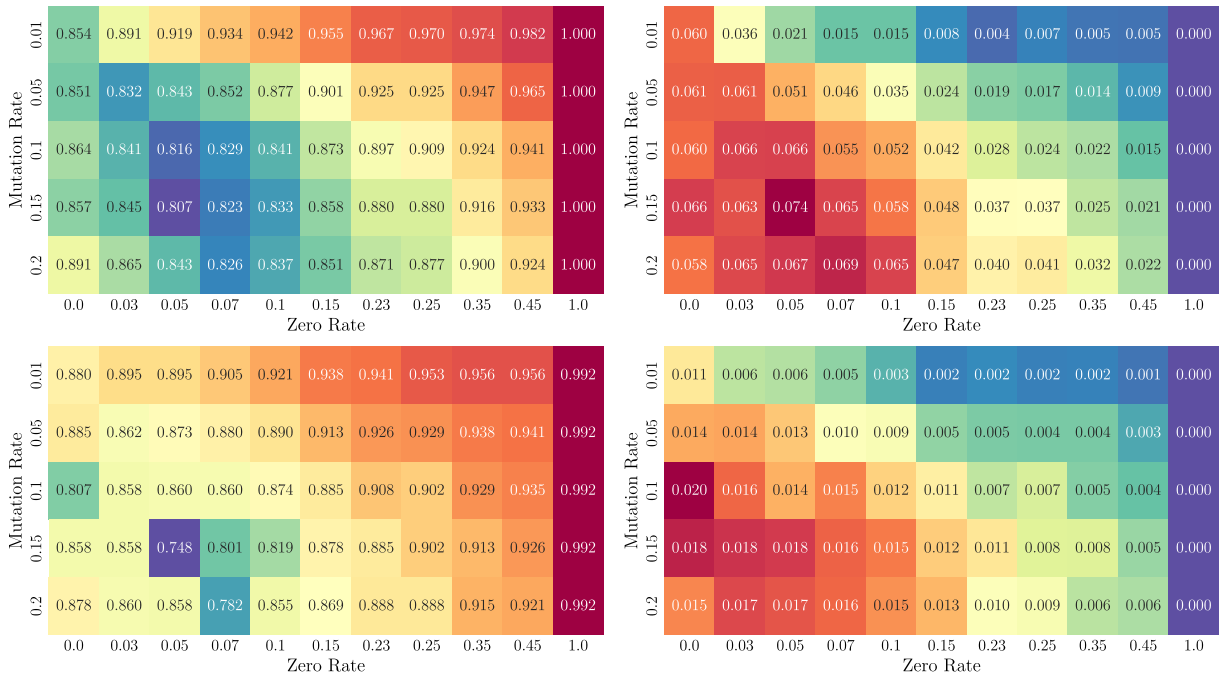 Mutation Rate
0.01 0.854 0.891 0.919 0.934 0.942 0.955 0.967 0.970 0.974 0.982 1.000
0.05 0.851 0.832 0.843 0.852 0.877 0.901 0.925 0.925 0.947 0.965 1.000
0.1 0.864 0.841 0.816 0.829 0.841 0.873 0.897 0.909 0.924 0.941 1.000
0.15 0.857 0.845 0.807 0.823 0.833 0.858 0.880 0.880 0.916 0.933 1.000
0.2 0.891 0.865 0.843 0.826 0.837 0.851 0.871 0.877 0.900 0.924 1.000
0.0 0.03 0.05 0.07 0.1 0.15 0.23 0.25 0.35 0.45 1.0
Zero Rate
Mutation Rate
0.01 0.060 0.036 0.021 0.015 0.015 0.008 0.004 0.007 0.005 0.005 0.000
0.05 0.061 0.061 0.051 0.046 0.035 0.024 0.019 0.017 0.014 0.009 0.000
0.1 0.060 0.066 0.066 0.055 0.052 0.042 0.028 0.024 0.022 0.015 0.000
0.15 0.066 0.063 0.074 0.065 0.058 0.048 0.037 0.037 0.025 0.021 0.000
0.2 0.058 0.065 0.067 0.069 0.065 0.047 0.040 0.041 0.032 0.022 0.000
0.0 0.03 0.05 0.07 0.1 0.15 0.23 0.25 0.35 0.45 1.0
Zero Rate
Mutation Rate
0.01 0.880 0.895 0.895 0.905 0.921 0.938 0.941 0.953 0.956 0.956 0.992
0.05 0.885 0.862 0.873 0.880 0.890 0.913 0.926 0.929 0.938 0.941 0.992
0.1 0.807 0.858 0.860 0.860 0.874 0.885 0.908 0.902 0.929 0.935 0.992
0.15 0.858 0.858 0.748 0.801 0.819 0.878 0.885 0.902 0.913 0.926 0.992
0.2 0.878 0.860 0.858 0.782 0.855 0.869 0.888 0.888 0.915 0.921 0.992
0.0 0.03 0.05 0.07 0.1 0.15 0.23 0.25 0.35 0.45 1.0
Zero Rate
Mutation Rate
0.01 0.011 0.006 0.006 0.005 0.003 0.002 0.002 0.002 0.002 0.001 0.000
0.05 0.014 0.014 0.013 0.010 0.009 0.005 0.005 0.004 0.004 0.003 0.000
0.1 0.020 0.016 0.014 0.015 0.012 0.011 0.007 0.007 0.005 0.004 0.000
0.15 0.018 0.018 0.018 0.016 0.015 0.012 0.011 0.008 0.008 0.005 0.000
0.2 0.015 0.017 0.017 0.016 0.015 0.013 0.010 0.009 0.006 0.006 0.000
0.0 0.03 0.05 0.07 0.1 0.15 0.23 0.25 0.35 0.45 1.0
Zero Rate